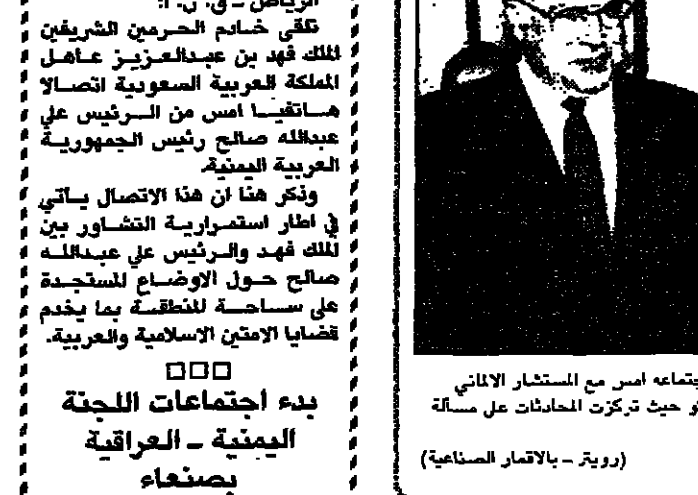 الرياض ـ ق. ن. ا:
تلقى خادم الحرمين الشريفين
الملك فهد بن عبدالعزيز عاهل
المملكة العربية السعودية اتصالا
هاتفيا امس من الرئيس علي
عبدالله صالح رئيس الجمهورية
العربية اليمنية.
وذكر هنا ان هذا الاتصال يأتي
في اطار استمرارية التشاور بين
الملك فهد والرئيس علي عبدالله
صالح حول الاوضاع المستجدة
على ساحة المنطقة بما يخدم
قضايا الامتين الاسلامية والعربية.
□□□
بدء اجتماعات اللجنة
اليمنية ـ العراقية
بصنعاء
جتماعه امس مع المستشار الالماني
و حيث تركزت المحادثات على مسألة
(رويتر ـ بالاقمار الصناعية)